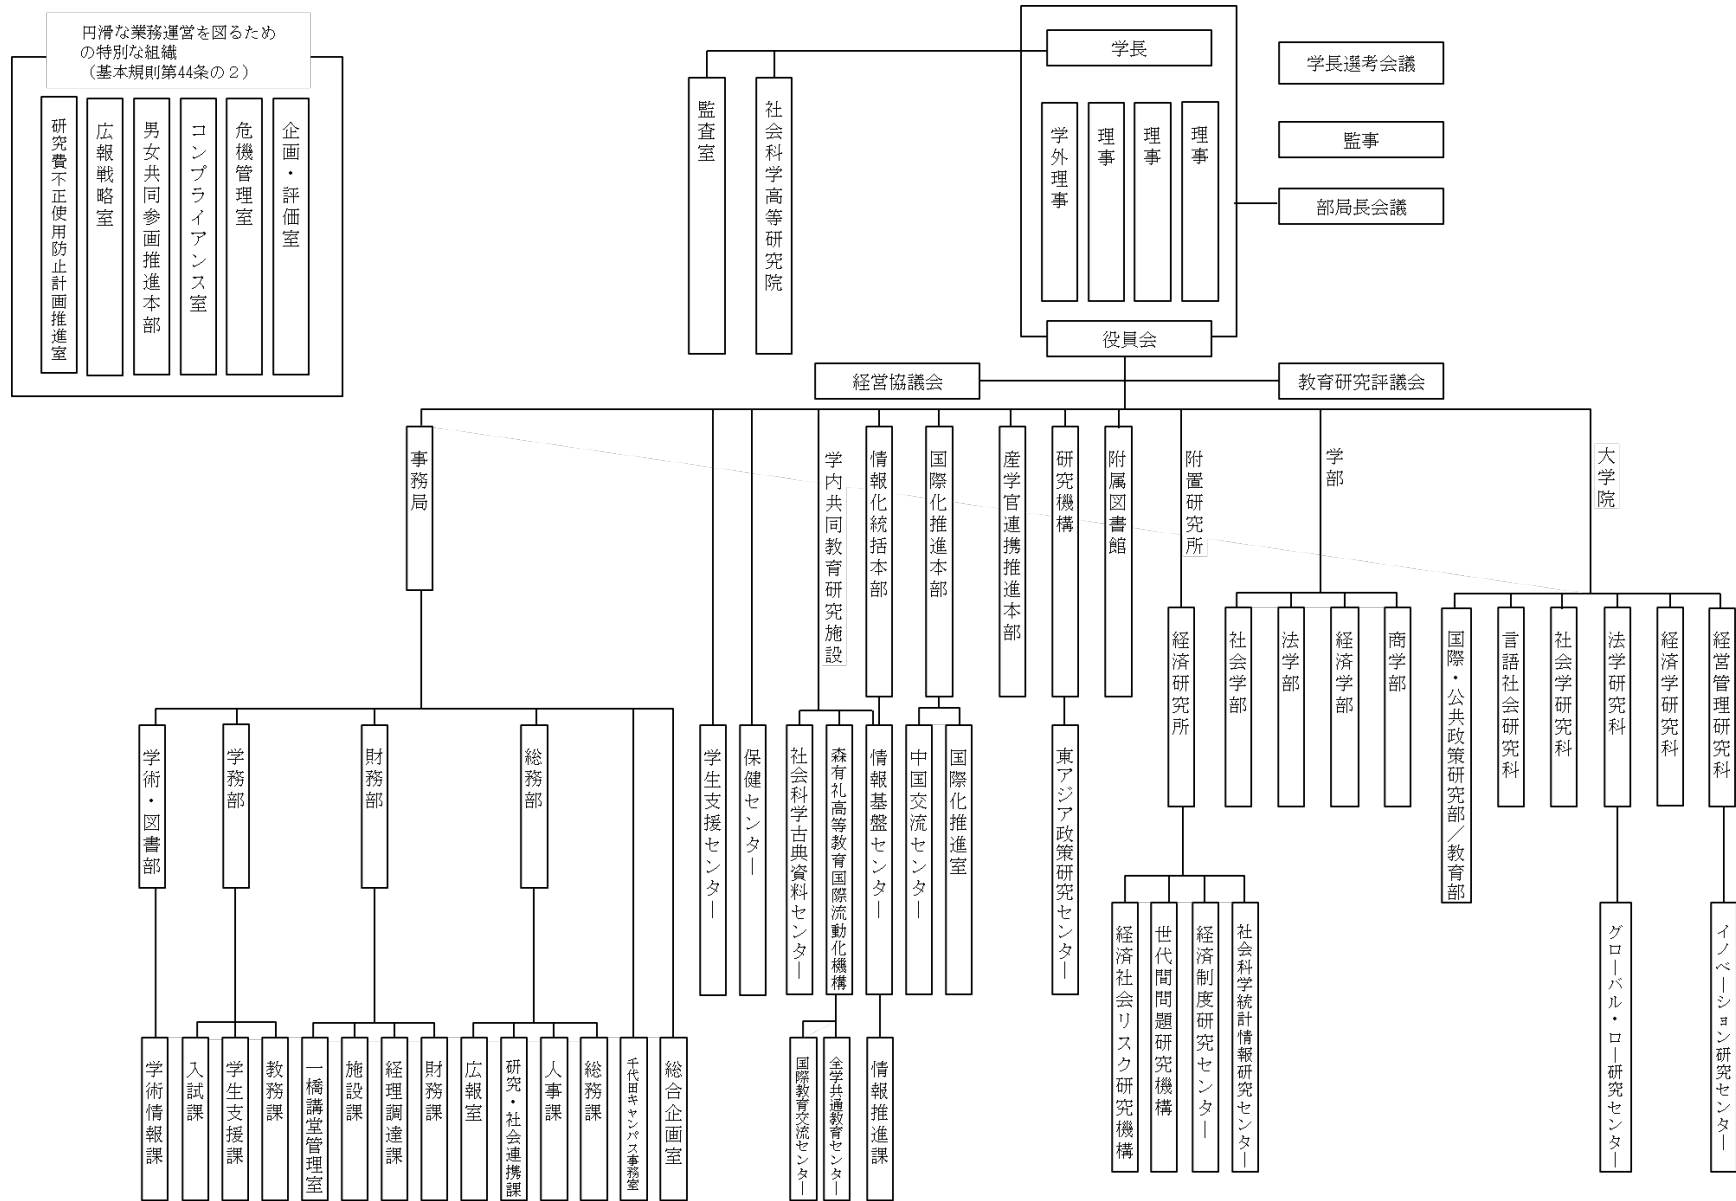 円滑な業務運営を図るため
の特別な組織
（基本規則第44条の２）
研究費不正使用防止計画推進室
広報戦略室
男女共同参画推進本部
コンプライアンス室
危機管理室
企画・評価室
学長
学外理事
理事
理事
理事
役員会
監査室
社会科学高等研究院
学長選考会議
監事
部局長会議
経営協議会
教育研究評議会
事務局
学内共同教育研究施設
情報化統括本部
国際化推進本部
産学官連携推進本部
研究機構
附属図書館
附置研究所
学部
大学院
経済研究所
社会学部
法学部
経済学部
商学部
国際・公共政策研究部／教育部
言語社会研究科
社会学研究科
法学研究科
経済学研究科
経営管理研究科
学術・図書部
学務部
財務部
総務部
学生支援センター
保健センター
社会科学古典資料センター
森有礼高等教育国際流動化機構
情報基盤センター
中国交流センター
国際化推進室
東アジア政策研究センター
経済社会リスク研究機構
世代間問題研究機構
経済制度研究センター
社会科学統計情報研究センター
グローバル・ロー研究センター
イノベーション研究センター
学術情報課
入試課
学生支援課
教務課
一橋講堂管理室
施設課
経理調達課
財務課
広報室
研究・社会連携課
人事課
総務課
千代田キャンパス事務室
総合企画室
国際教育交流センター
全学共通教育センター
情報推進課